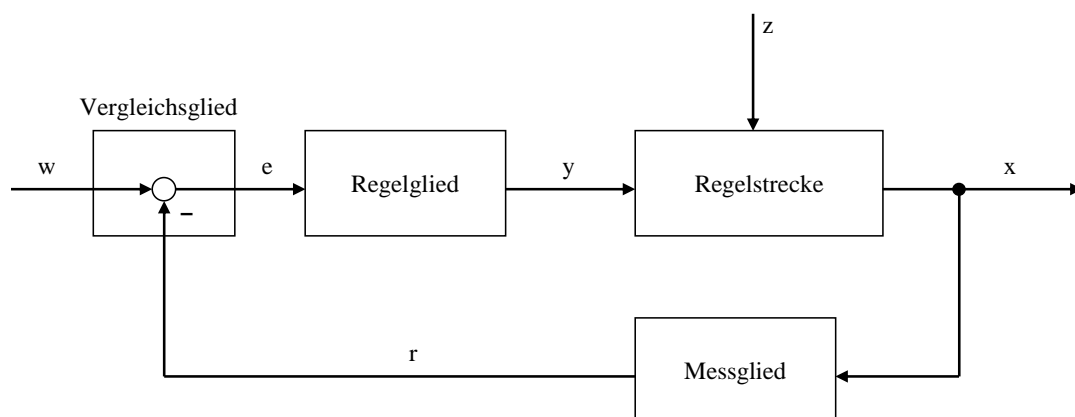 z
Vergleichsglied
w
e
Regelglied
y
Regelstrecke
x
–
r
Messglied